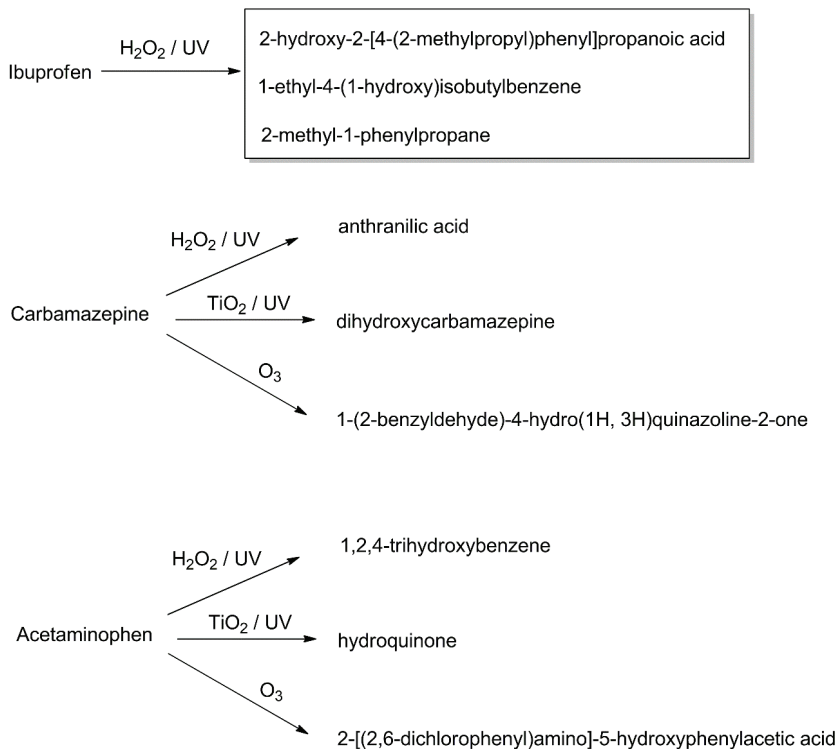 H2O2 / UV
Ibuprofen
2-hydroxy-2-[4-(2-methylpropyl)phenyl]propanoic acid
1-ethyl-4-(1-hydroxy)isobutylbenzene
2-methyl-1-phenylpropane
Carbamazepine
H2O2 / UV
anthranilic acid
TiO2 / UV
dihydroxycarbamazepine
O3
1-(2-benzyldehyde)-4-hydro(1H, 3H)quinazoline-2-one
Acetaminophen
H2O2 / UV
1,2,4-trihydroxybenzene
TiO2 / UV
hydroquinone
O3
2-[(2,6-dichlorophenyl)amino]-5-hydroxyphenylacetic acid